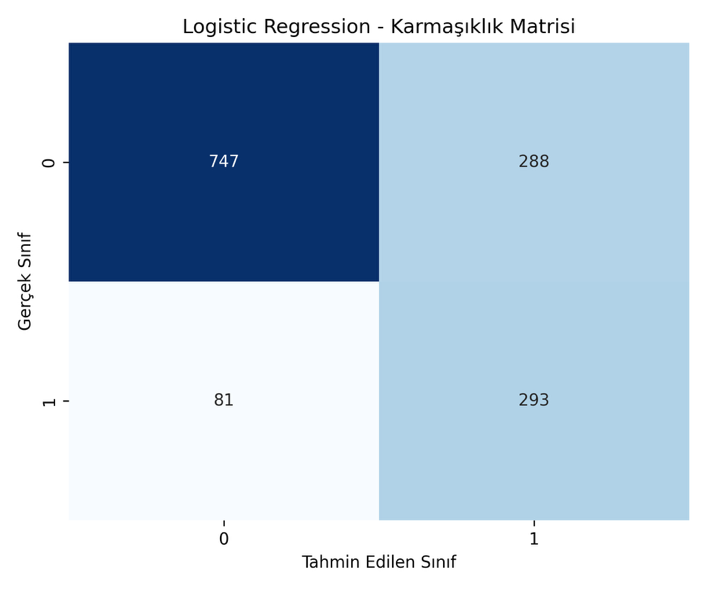 Logistic Regression - Karmaşıklık Matrisi
Gerçek Sınıf
0
747
288
1
81
293
0
1
Tahmin Edilen Sınıf